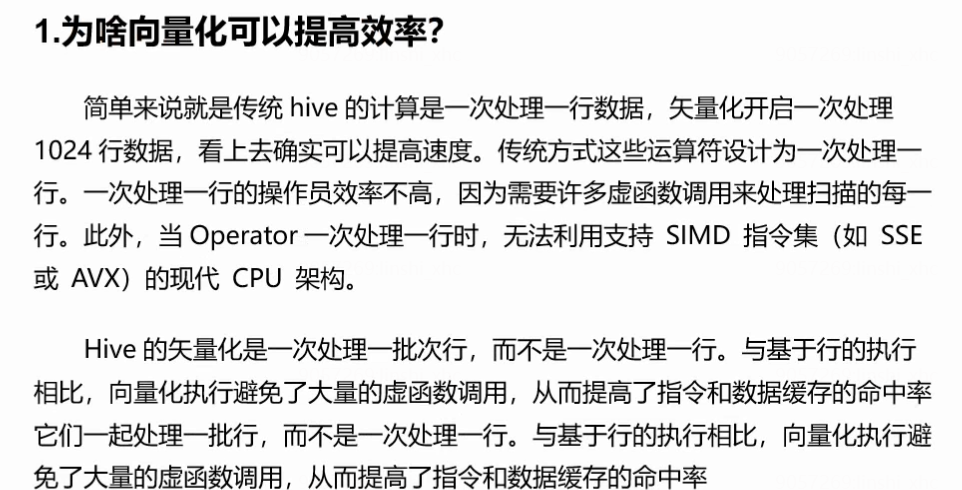 1.为啥向量化可以提高效率？
简单来说就是传统 hive 的计算是一次处理一行数据，矢量化开启一次处理
1024 行数据，看上去确实可以提高速度。传统方式这些运算符设计为一次处理一
行。一次处理一行的操作员效率不高，因为需要许多虚函数调用来处理扫描的每一
行。此外，当 Operator 一次处理一行时，无法利用支持 SIMD 指令集（如 SSE
或 AVX）的现代 CPU 架构。
Hive 的矢量化是一次处理一批次行，而不是一次处理一行。与基于行的执行
相比，向量化执行避免了大量的虚函数调用，从而提高了指令和数据缓存的命中率
它们一起处理一批行，而不是一次处理一行。与基于行的执行相比，向量化执行避
免了大量的虚函数调用，从而提高了指令和数据缓存的命中率